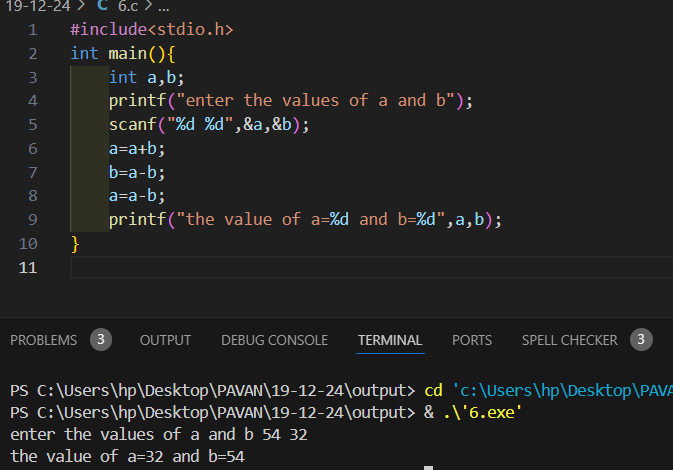 19-12-24 > C 6.c > ...
1 #include<stdio.h>
2 int main(){
3 int a,b;
4 printf("enter the values of a and b");
5 scanf("%d %d",&a,&b);
6 a=a+b;
7 b=a-b;
8 a=a-b;
9 printf("the value of a=%d and b=%d",a,b);
10 }
11
PROBLEMS 3 OUTPUT DEBUG CONSOLE TERMINAL PORTS SPELL CHECKER 3
PS C:\Users\hp\Desktop\PAVAN\19-12-24\output> cd 'c:\Users\hp\Desktop\PAVA
PS C:\Users\hp\Desktop\PAVAN\19-12-24\output> & .\'6.exe'
enter the values of a and b 54 32
the value of a=32 and b=54